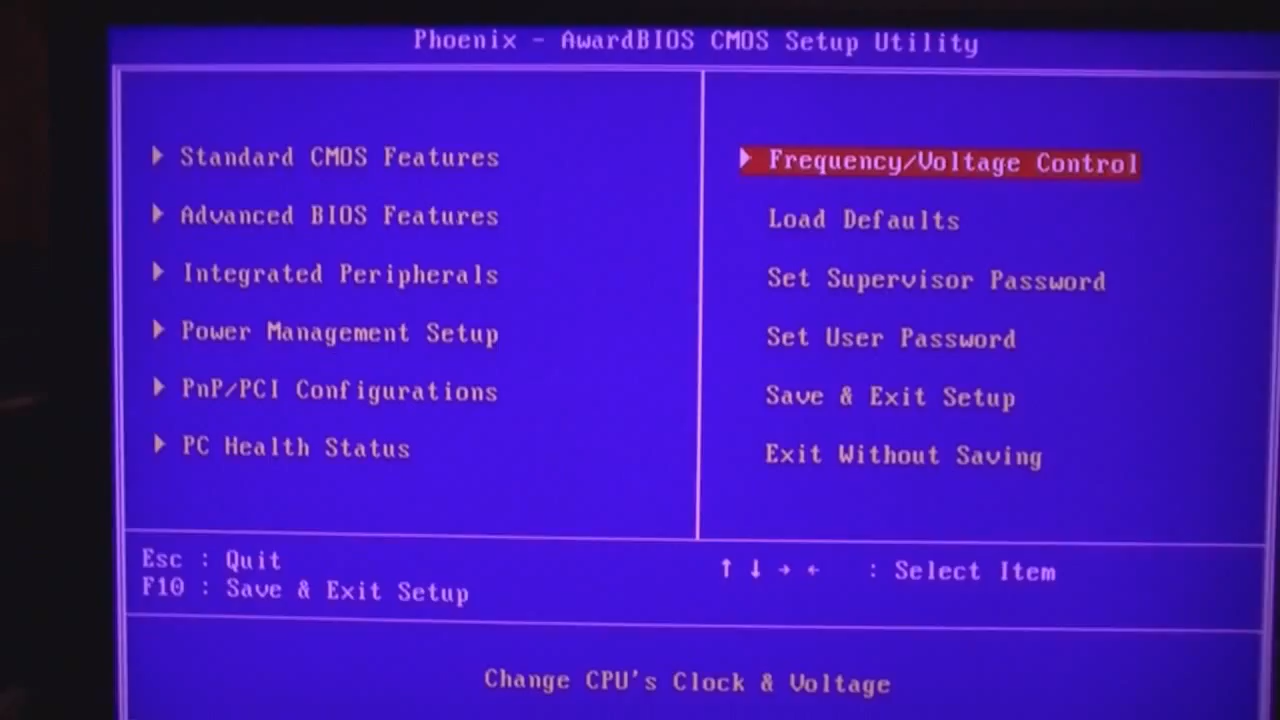 Phoenix - AwardBIOS CMOS Setup Utility
Standard CMOS Features
Advanced BIOS Features
Integrated Peripherals
Power Management Setup
PnP/PCI Configurations
PC Health Status
Frequency/Voltage Control
Load Defaults
Set Supervisor Password
Set User Password
Save & Exit Setup
Exit Without Saving
Esc : Quit
F10 : Save & Exit Setup
↑ ↓ → ← : Select Item
Change CPU's Clock & Voltage